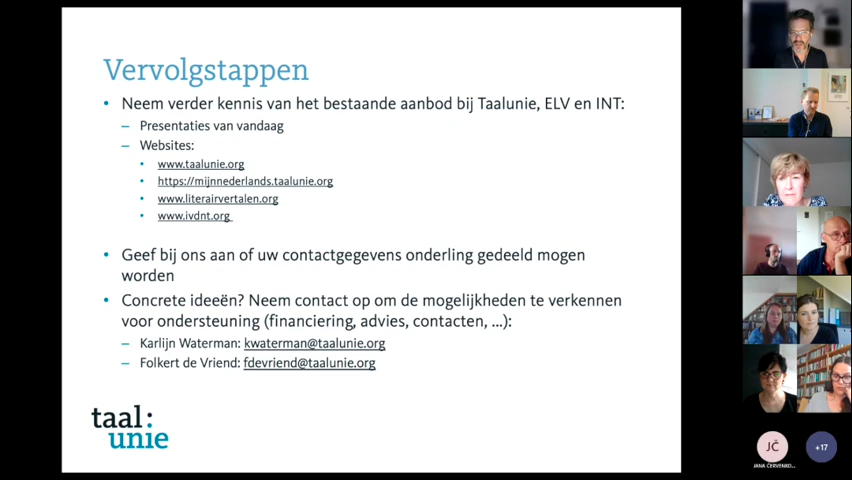 Vervolgstappen
• Neem verder kennis van het bestaande aanbod bij Taalunie, ELV en INT:
– Presentaties van vandaag
– Websites:
• www.taalunie.org
• https://mijnnederlands.taalunie.org
• www.literairvertalen.org
• www.ivdnt.org
• Geef bij ons aan of uw contactgegevens onderling gedeeld mogen
worden
• Concrete ideeën? Neem contact op om de mogelijkheden te verkennen
voor ondersteuning (financiering, advies, contacten, ...):
– Karlijn Waterman: kwaterman@taalunie.org
– Folkert de Vriend: fdevriend@taalunie.org
taal:
unie
JČ
+17
JANA ČERVENKO...